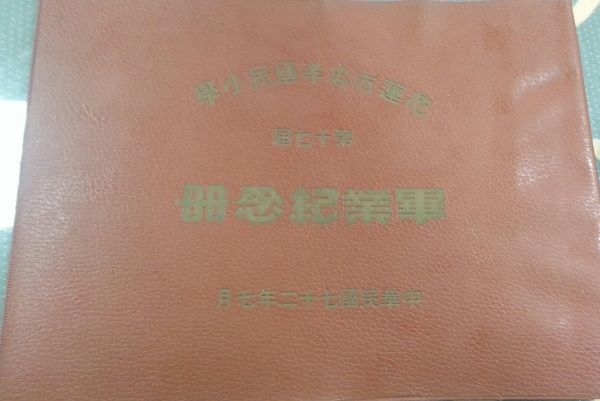 花蓮市忠孝國民小學
第十七屆
畢業紀念冊
中華民國七十二年七月